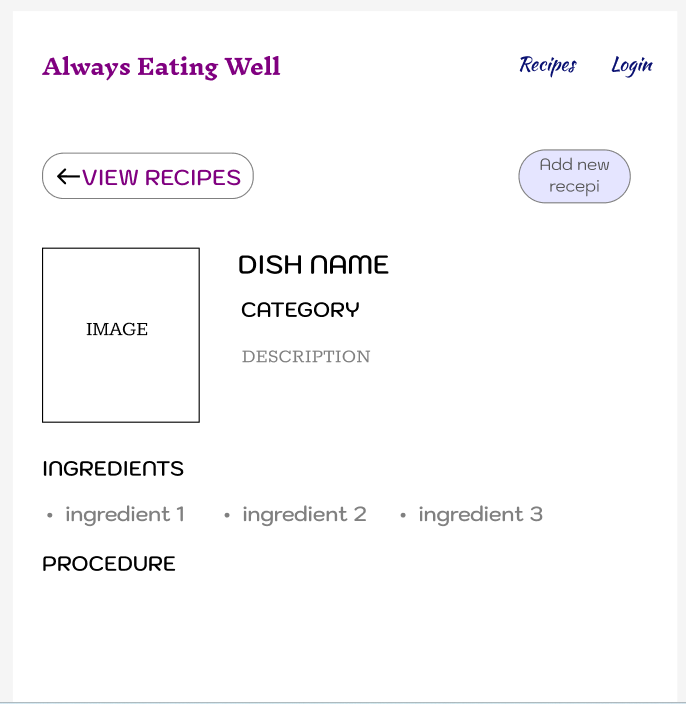 Always Eating Well
Recipes
Login
←VIEW RECIPES
Add new
recepi
IMAGE
DISH NAME
CATEGORY
DESCRIPTION
INGREDIENTS
• ingredient 1 • ingredient 2 • ingredient 3
PROCEDURE